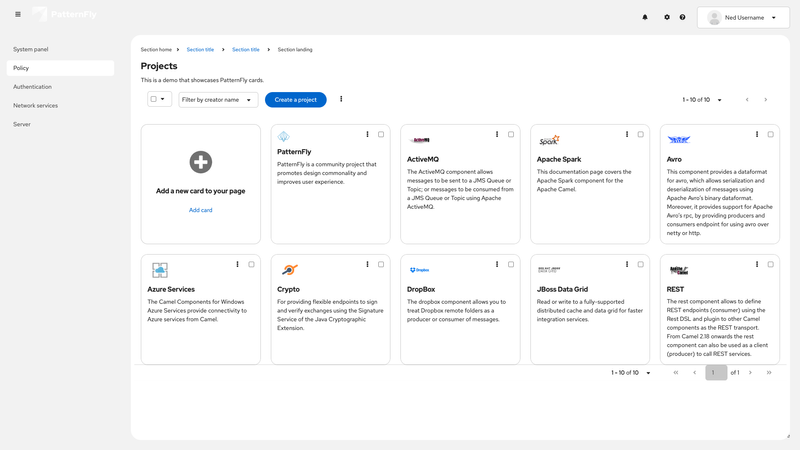 PatternFly
Ned Username
System panel
Policy
Authentication
Network services
Server
Section home
Section title
Section title
Section landing
Projects
This is a demo that showcases PatternFly cards.
Filter by creator name
Create a project
1 - 10 of 10
Add a new card to your page
Add card
PatternFly
PatternFly is a community project that
promotes design commonality and
improves user experience.
ActiveMQ
ActiveMQ
The ActiveMQ component allows
messages to be sent to a JMS Queue or
Topic; or messages to be consumed from
a JMS Queue or Topic using Apache
ActiveMQ.
Spark
Apache Spark
This documentation page covers the
Apache Spark component for the
Apache Camel.
Avro
This component provides a dataformat
for avro, which allows serialization and
deserialization of messages using
Apache Avro's binary dataformat.
Moreover, it provides support for Apache
Avro's rpc, by providing producers and
consumers endpoint for using avro over
netty or http.
Azure Services
The Camel Components for Windows
Azure Services provide connectivity to
Azure services from Camel.
Crypto
For providing flexible endpoints to sign
and verify exchanges using the Signature
Service of the Java Cryptographic
Extension.
Dropbox
DropBox
The dropbox component allows you to
treat Dropbox remote folders as a
producer or consumer of messages.
JBoss Data Grid
Read or write to a fully-supported
distributed cache and data grid for faster
integration services.
REST
The rest component allows to define
REST endpoints (consumer) using the
Rest DSL and plugin to other Camel
components as the REST transport.
From Camel 2.18 onwards the rest
component can also be used as a client
(producer) to call REST services.
1 - 10 of 10
1
of 1